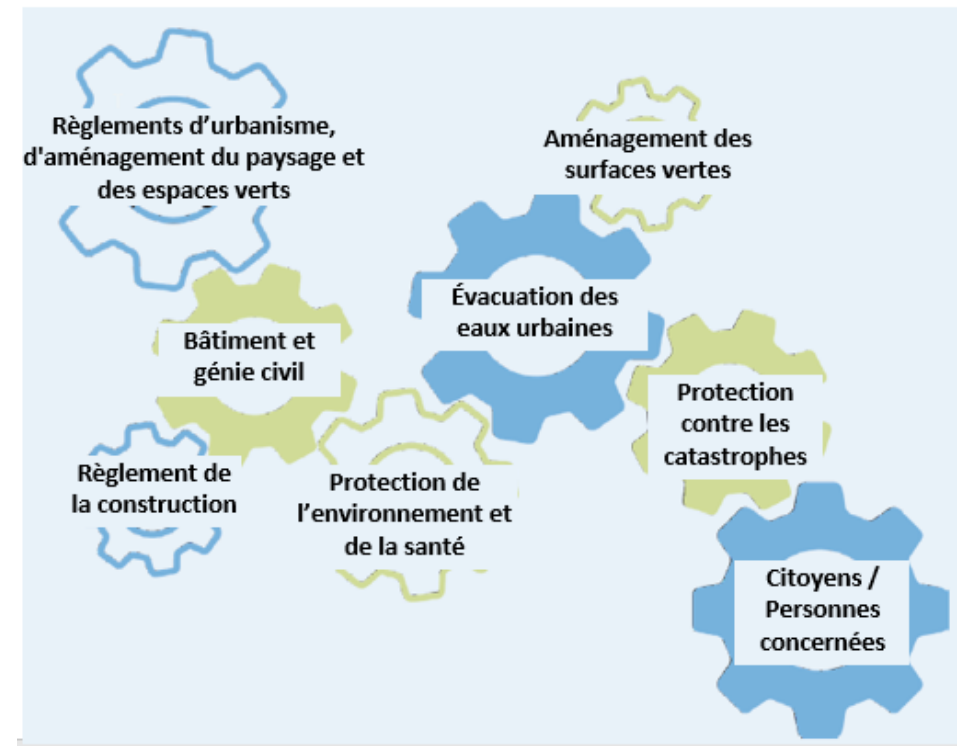 Règlements d’urbanisme,
d'aménagement du paysage et
des espaces verts
Aménagement des
surfaces vertes
Évacuation des
eaux urbaines
Bâtiment et
génie civil
Protection
contre les
catastrophes
Règlement de
la construction
Protection de
l’environnement et
de la santé
Citoyens /
Personnes
concernées